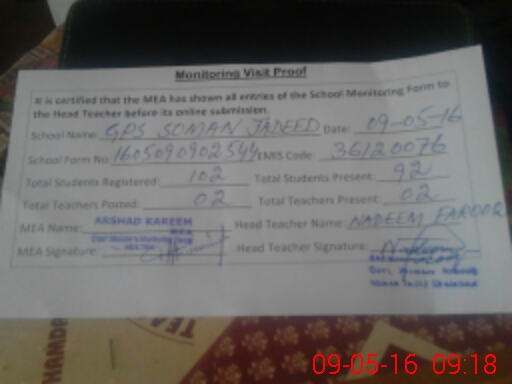 Monitoring Visit Proof
It is certified that the MEA has shown all entries of the School Monitoring Form to
the Head Teacher before its online submission.
School Name: GPS SOMAN JADEED Date: 09-05-16
School Form No: 1605090902544 EMIS Code: 36120076
Total Students Registered: 102 Total Students Present: 92
Total Teachers Posted: 02 Total Teachers Present: 02
MEA Name: ARSHAD KAREEM Head Teacher Name: NADEEM FAROOQ
M.E.A
MEA Signature: Head Teacher Signature:
09-05-16 09:18